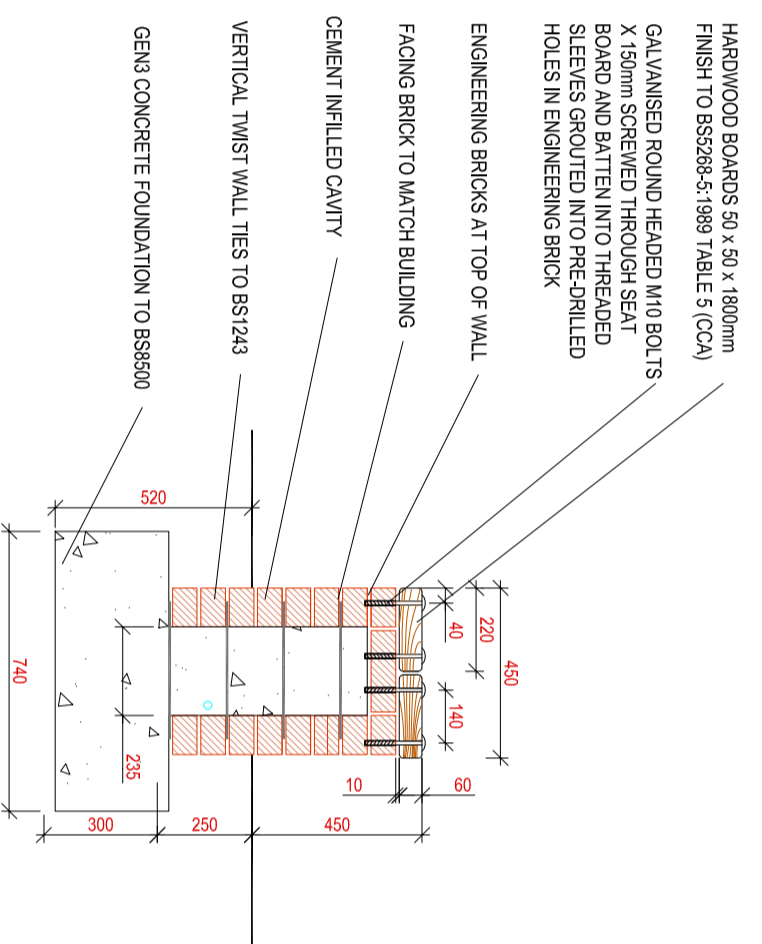 HARDWOOD BOARDS 50 x 50 x 1800mm
FINISH TO BS5268-5:1989 TABLE 5 (CCA)
GALVANISED ROUND HEADED M10 BOLTS
X 150mm SCREWED THROUGH SEAT
BOARD AND BATTEN INTO THREADED
SLEEVES GROUTED INTO PRE-DRILLED
HOLES IN ENGINEERING BRICK
ENGINEERING BRICKS AT TOP OF WALL
FACING BRICK TO MATCH BUILDING
CEMENT INFILLED CAVITY
VERTICAL TWIST WALL TIES TO BS1243
GEN3 CONCRETE FOUNDATION TO BS8500
450
220
40
140
60
10
450
250
300
520
235
740